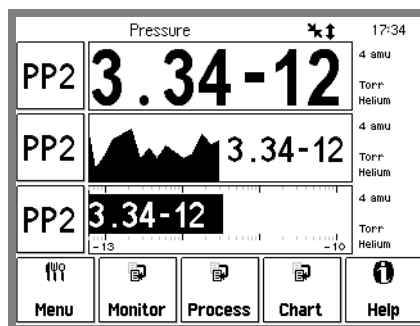 Pressure 17:34
PP2 3.34-12 4 amu
Torr
Helium
PP2 3.34-12 4 amu
Torr
Helium
PP2 3.34-12 4 amu
Torr
-13 -10 Helium
Menu Monitor Process Chart Help